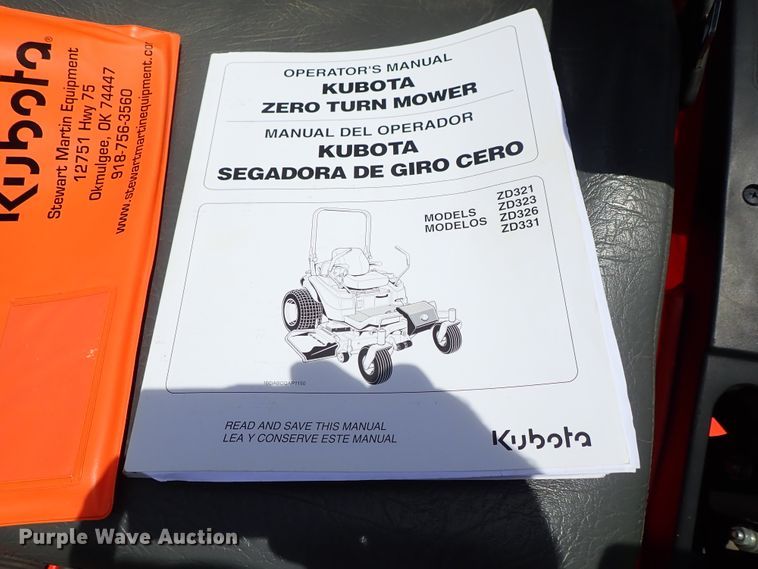 Kubota®
Stewart Martin Equipment
12751 Hwy 75
Okmulgee, OK 74447
918-756-3560
www.stewartmartinequipment.co
OPERATOR'S MANUAL
KUBOTA
ZERO TURN MOWER
MANUAL DEL OPERADOR
KUBOTA
SEGADORA DE GIRO CERO
MODELS
MODELOS
ZD321
ZD323
ZD326
ZD331
READ AND SAVE THIS MANUAL
LEA Y CONSERVE ESTE MANUAL
Kubota
Purple Wave Auction